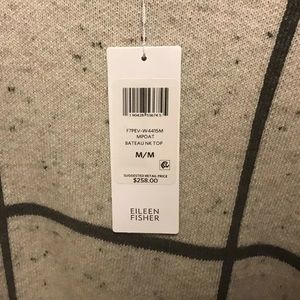 F7PEV-W4415M
MPOAT
BATEAU NK TOP
M/M
SUGGESTED RETAIL PRICE
$258.00
EILEEN
FISHER